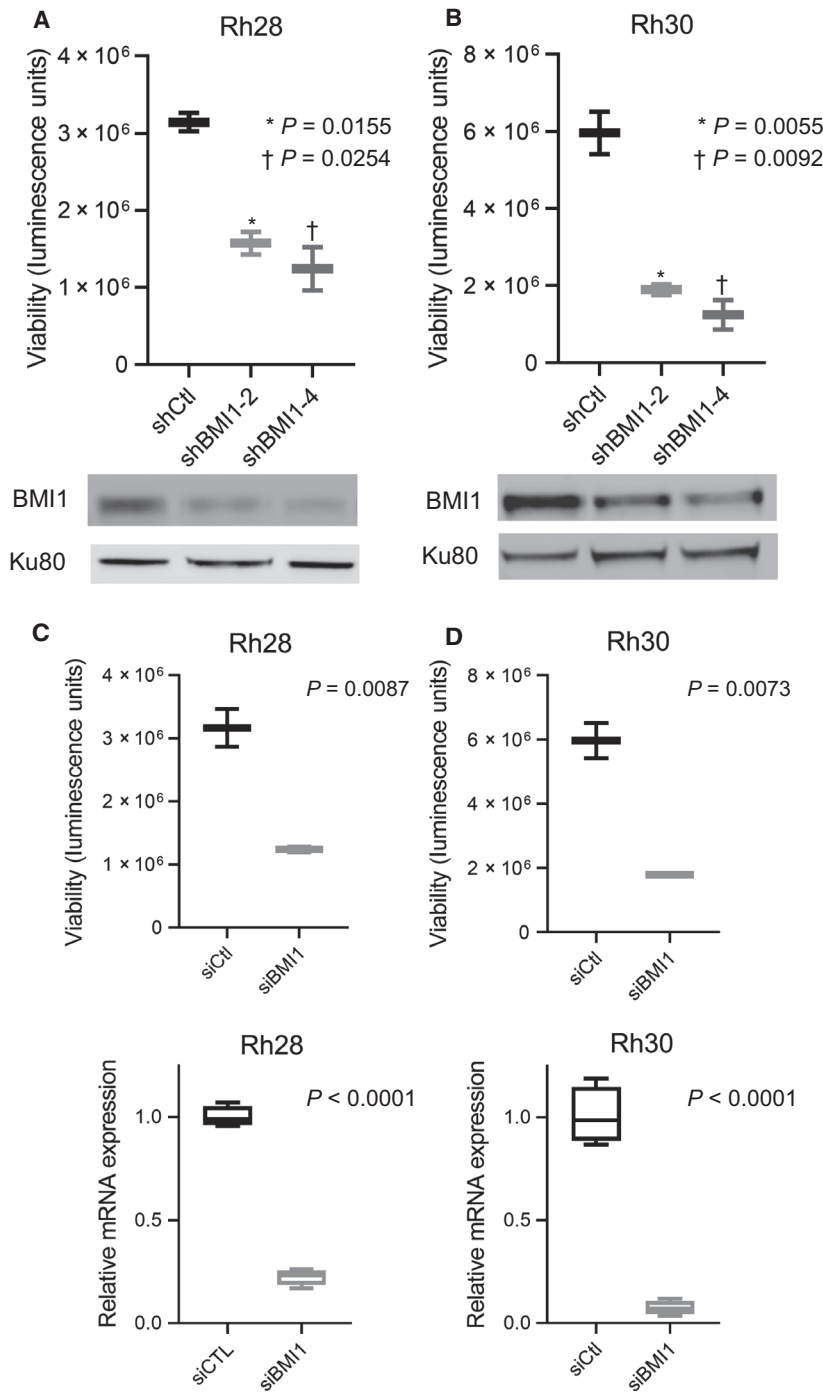 A
Rh28
Viability (luminescence units)
4 × 10⁶
3 × 10⁶
2 × 10⁶
1 × 10⁶
0
* P = 0.0155
† P = 0.0254
*
†
shCtl
shBMI1-2
shBMI1-4
BMI1
Ku80
B
Rh30
Viability (luminescence units)
8 × 10⁶
6 × 10⁶
4 × 10⁶
2 × 10⁶
0
* P = 0.0055
† P = 0.0092
*
†
shCtl
shBMI1-2
shBMI1-4
BMI1
Ku80
C
Rh28
Viability (luminescence units)
4 × 10⁶
3 × 10⁶
2 × 10⁶
1 × 10⁶
0
P = 0.0087
siCtl
siBMI1
Rh28
Relative mRNA expression
1.0
0.5
0.0
P < 0.0001
siCTL
siBMI1
D
Rh30
Viability (luminescence units)
8 × 10⁶
6 × 10⁶
4 × 10⁶
2 × 10⁶
0
P = 0.0073
siCtl
siBMI1
Rh30
Relative mRNA expression
1.0
0.5
0.0
P < 0.0001
siCtl
siBMI1